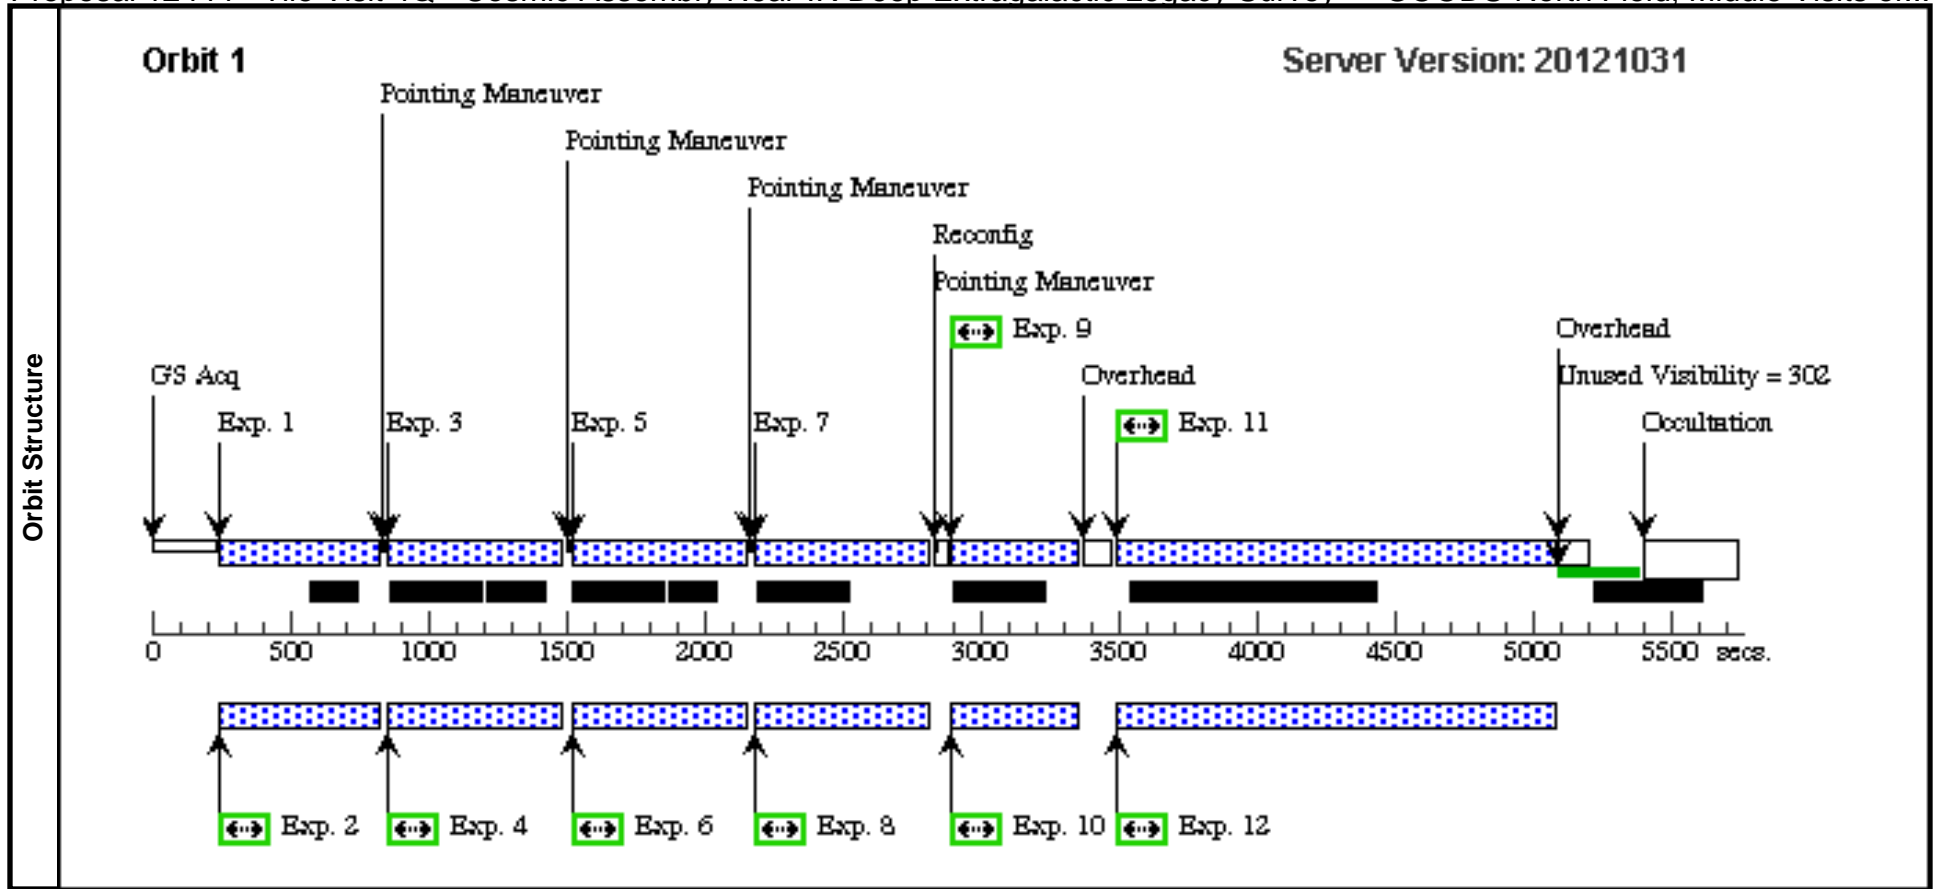 Orbit 1
Server Version: 20121031
Pointing Maneuver
Pointing Maneuver
Pointing Maneuver
Reconfig
Pointing Maneuver
Exp. 9
Overhead
GS Acq
Overhead
Unused Visibility = 302
Exp. 1
Exp. 3
Exp. 5
Exp. 7
Exp. 11
Occultation
Orbit Structure
0 500 1000 1500 2000 2500 3000 3500 4000 4500 5000 5500 secs.
Exp. 2
Exp. 4
Exp. 6
Exp. 8
Exp. 10
Exp. 12